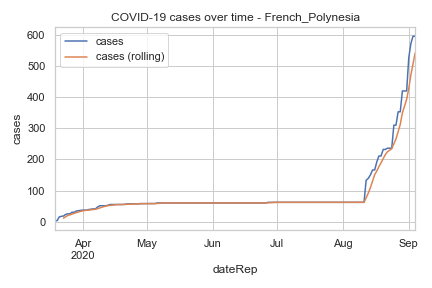 COVID-19 cases over time - French_Polynesia
cases
cases (rolling)
600
500
400
300
200
100
0
cases
Apr
2020
May
Jun
Jul
Aug
Sep
dateRep